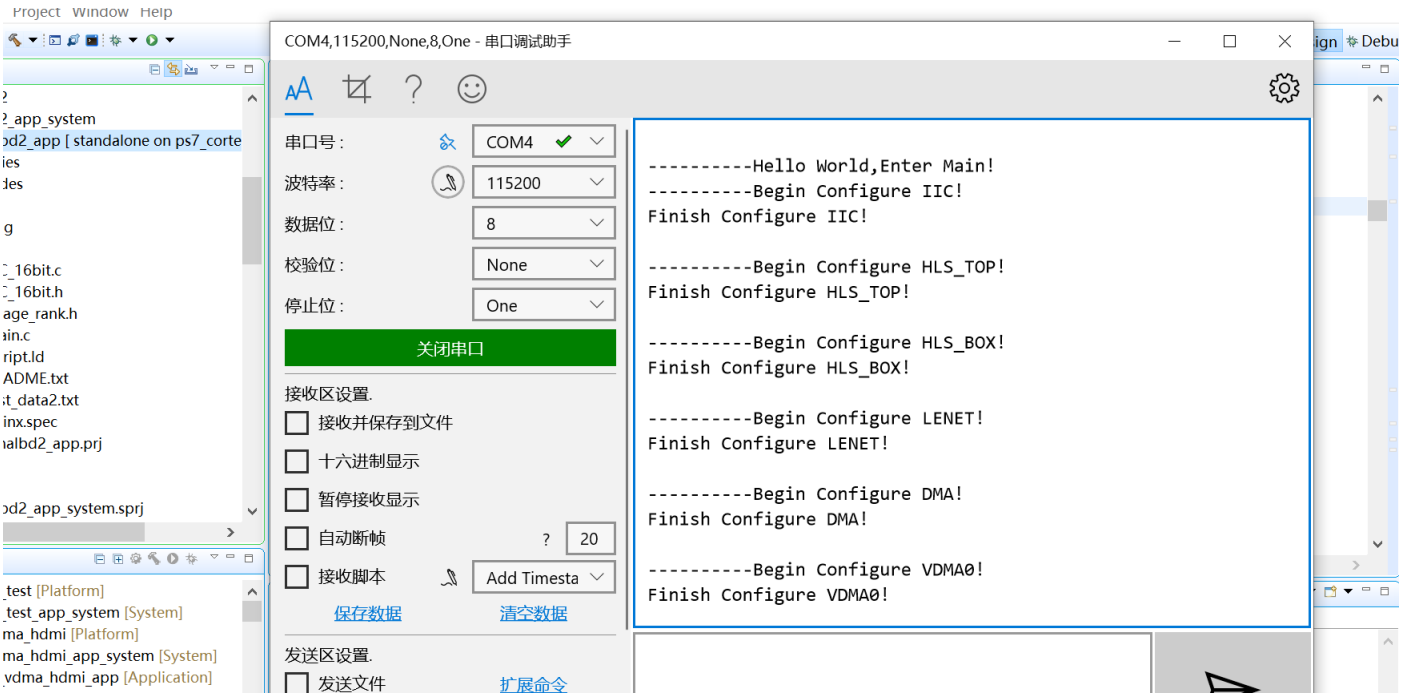 Project Window Help
ign Debu
2
2_app_system
bd2_app [ standalone on ps7_corte
ies
des
g
C_16bit.c
C_16bit.h
age_rank.h
ain.c
ript.ld
ADME.txt
st_data2.txt
inx.spec
nalbd2_app.prj
bd2_app_system.sprj
_test [Platform]
_test_app_system [System]
ma_hdmi [Platform]
ma_hdmi_app_system [System]
vdma_hdmi_app [Application]
COM4,115200,None,8,One - 串口调试助手
AA
?
串口号 : COM4
波特率 : 115200
数据位 : 8
校验位 : None
停止位 : One
关闭串口
接收区设置.
接收并保存到文件
十六进制显示
暂停接收显示
自动断帧 ? 20
接收脚本 Add Timesta
保存数据 清空数据
发送区设置.
发送文件 扩展命令
----------Hello World,Enter Main!
----------Begin Configure IIC!
Finish Configure IIC!
----------Begin Configure HLS_TOP!
Finish Configure HLS_TOP!
----------Begin Configure HLS_BOX!
Finish Configure HLS_BOX!
----------Begin Configure LENET!
Finish Configure LENET!
----------Begin Configure DMA!
Finish Configure DMA!
----------Begin Configure VDMA0!
Finish Configure VDMA0!